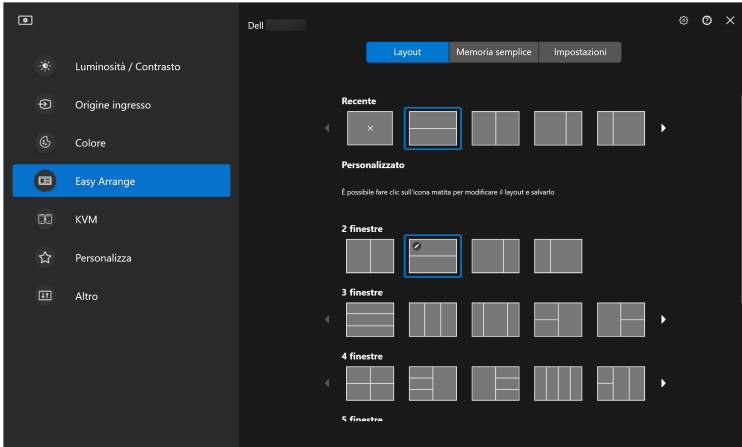 Dell
Layout
Memoria semplice
Impostazioni
Luminosità / Contrasto
Origine ingresso
Colore
Easy Arrange
KVM
Personalizza
Altro
Recente
Personalizzato
È possibile fare clic sull'icona matita per modificare il layout e salvarlo
2 finestre
3 finestre
4 finestre
5 finestre